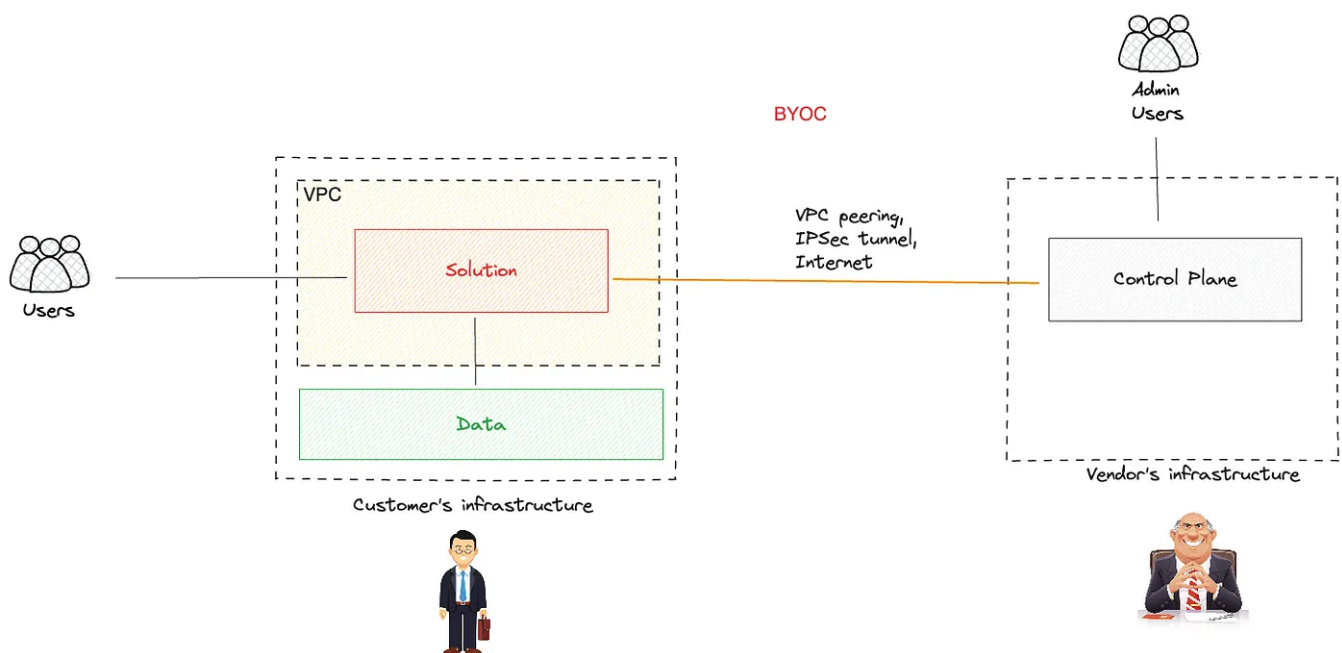 Admin
Users
BYOC
VPC
VPC peering,
IPSec tunnel,
Internet
Solution
Control Plane
Users
Data
Vendor's infrastructure
Customer's infrastructure